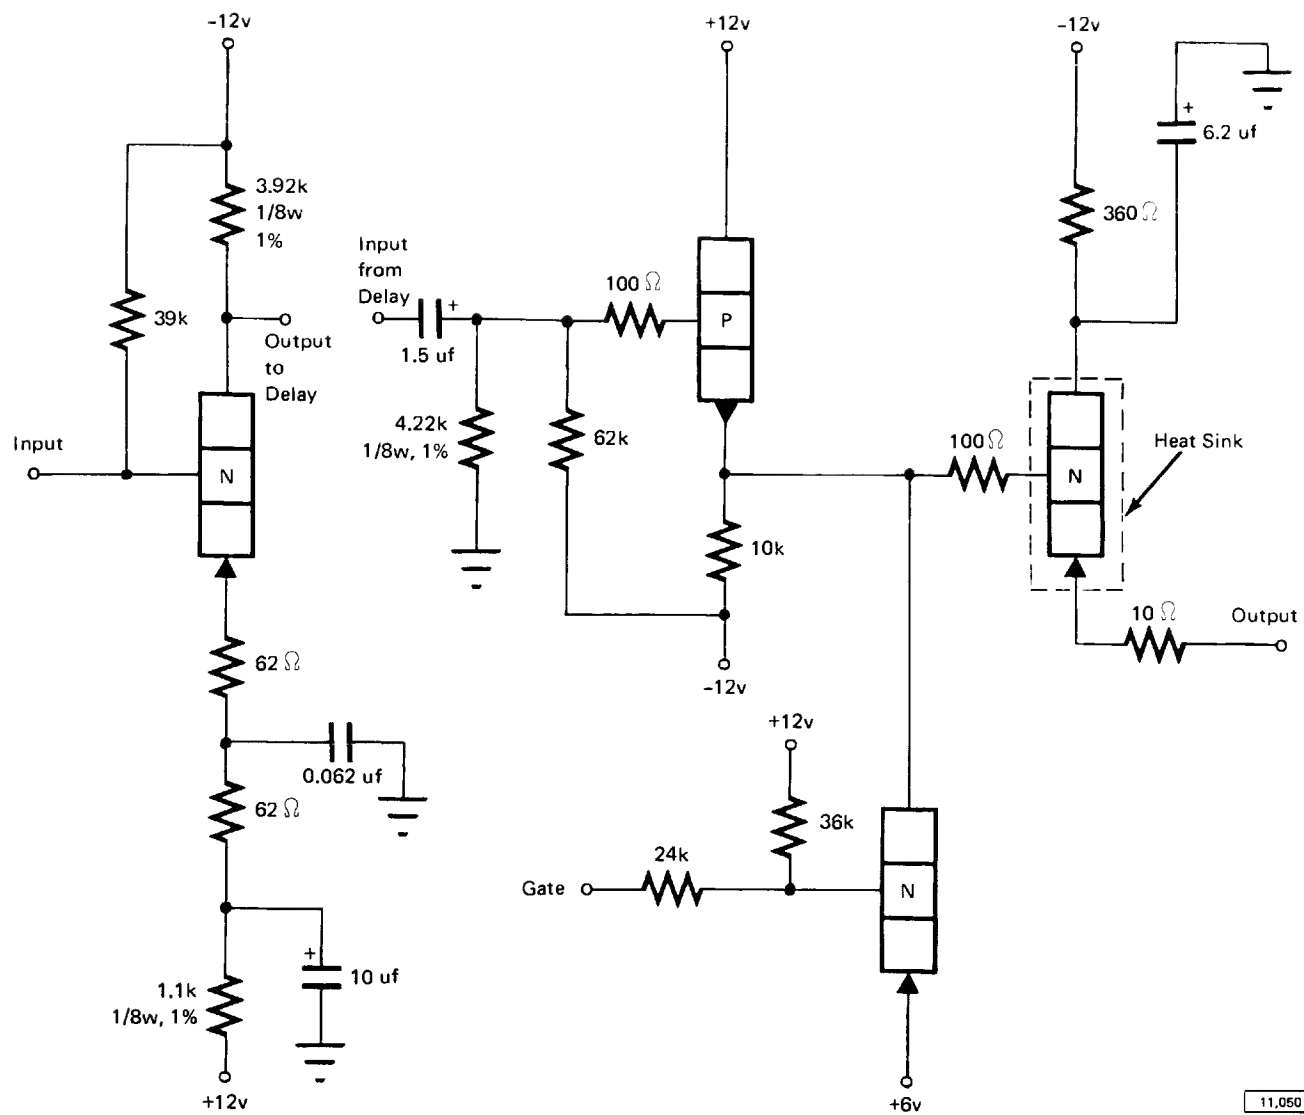 -12v
+12v
-12v
+
6.2 uf
3.92k
1/8w
1%
360 Ω
Input
from
Delay
+
100 Ω
P
39k
1.5 uf
Output
to
Delay
Input
N
4.22k
1/8w, 1%
62k
100 Ω
N
Heat Sink
10k
10 Ω
Output
62 Ω
-12v
+12v
0.062 uf
62 Ω
36k
24k
Gate
N
+
10 uf
1.1k
1/8w, 1%
+12v
+6v
11,050